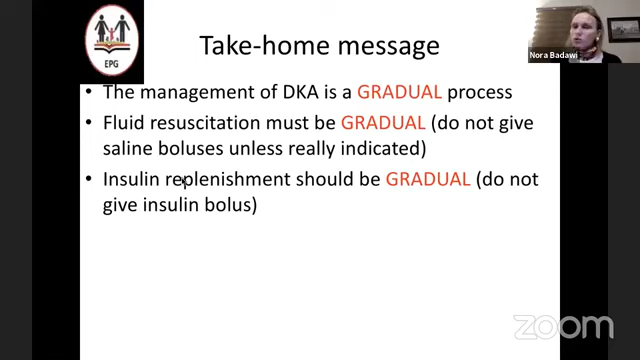 EPG
Take-home message
• The management of DKA is a GRADUAL process
• Fluid resuscitation must be GRADUAL (do not give
saline boluses unless really indicated)
• Insulin replenishment should be GRADUAL (do not
give insulin bolus)
Nora Badawi
zoom